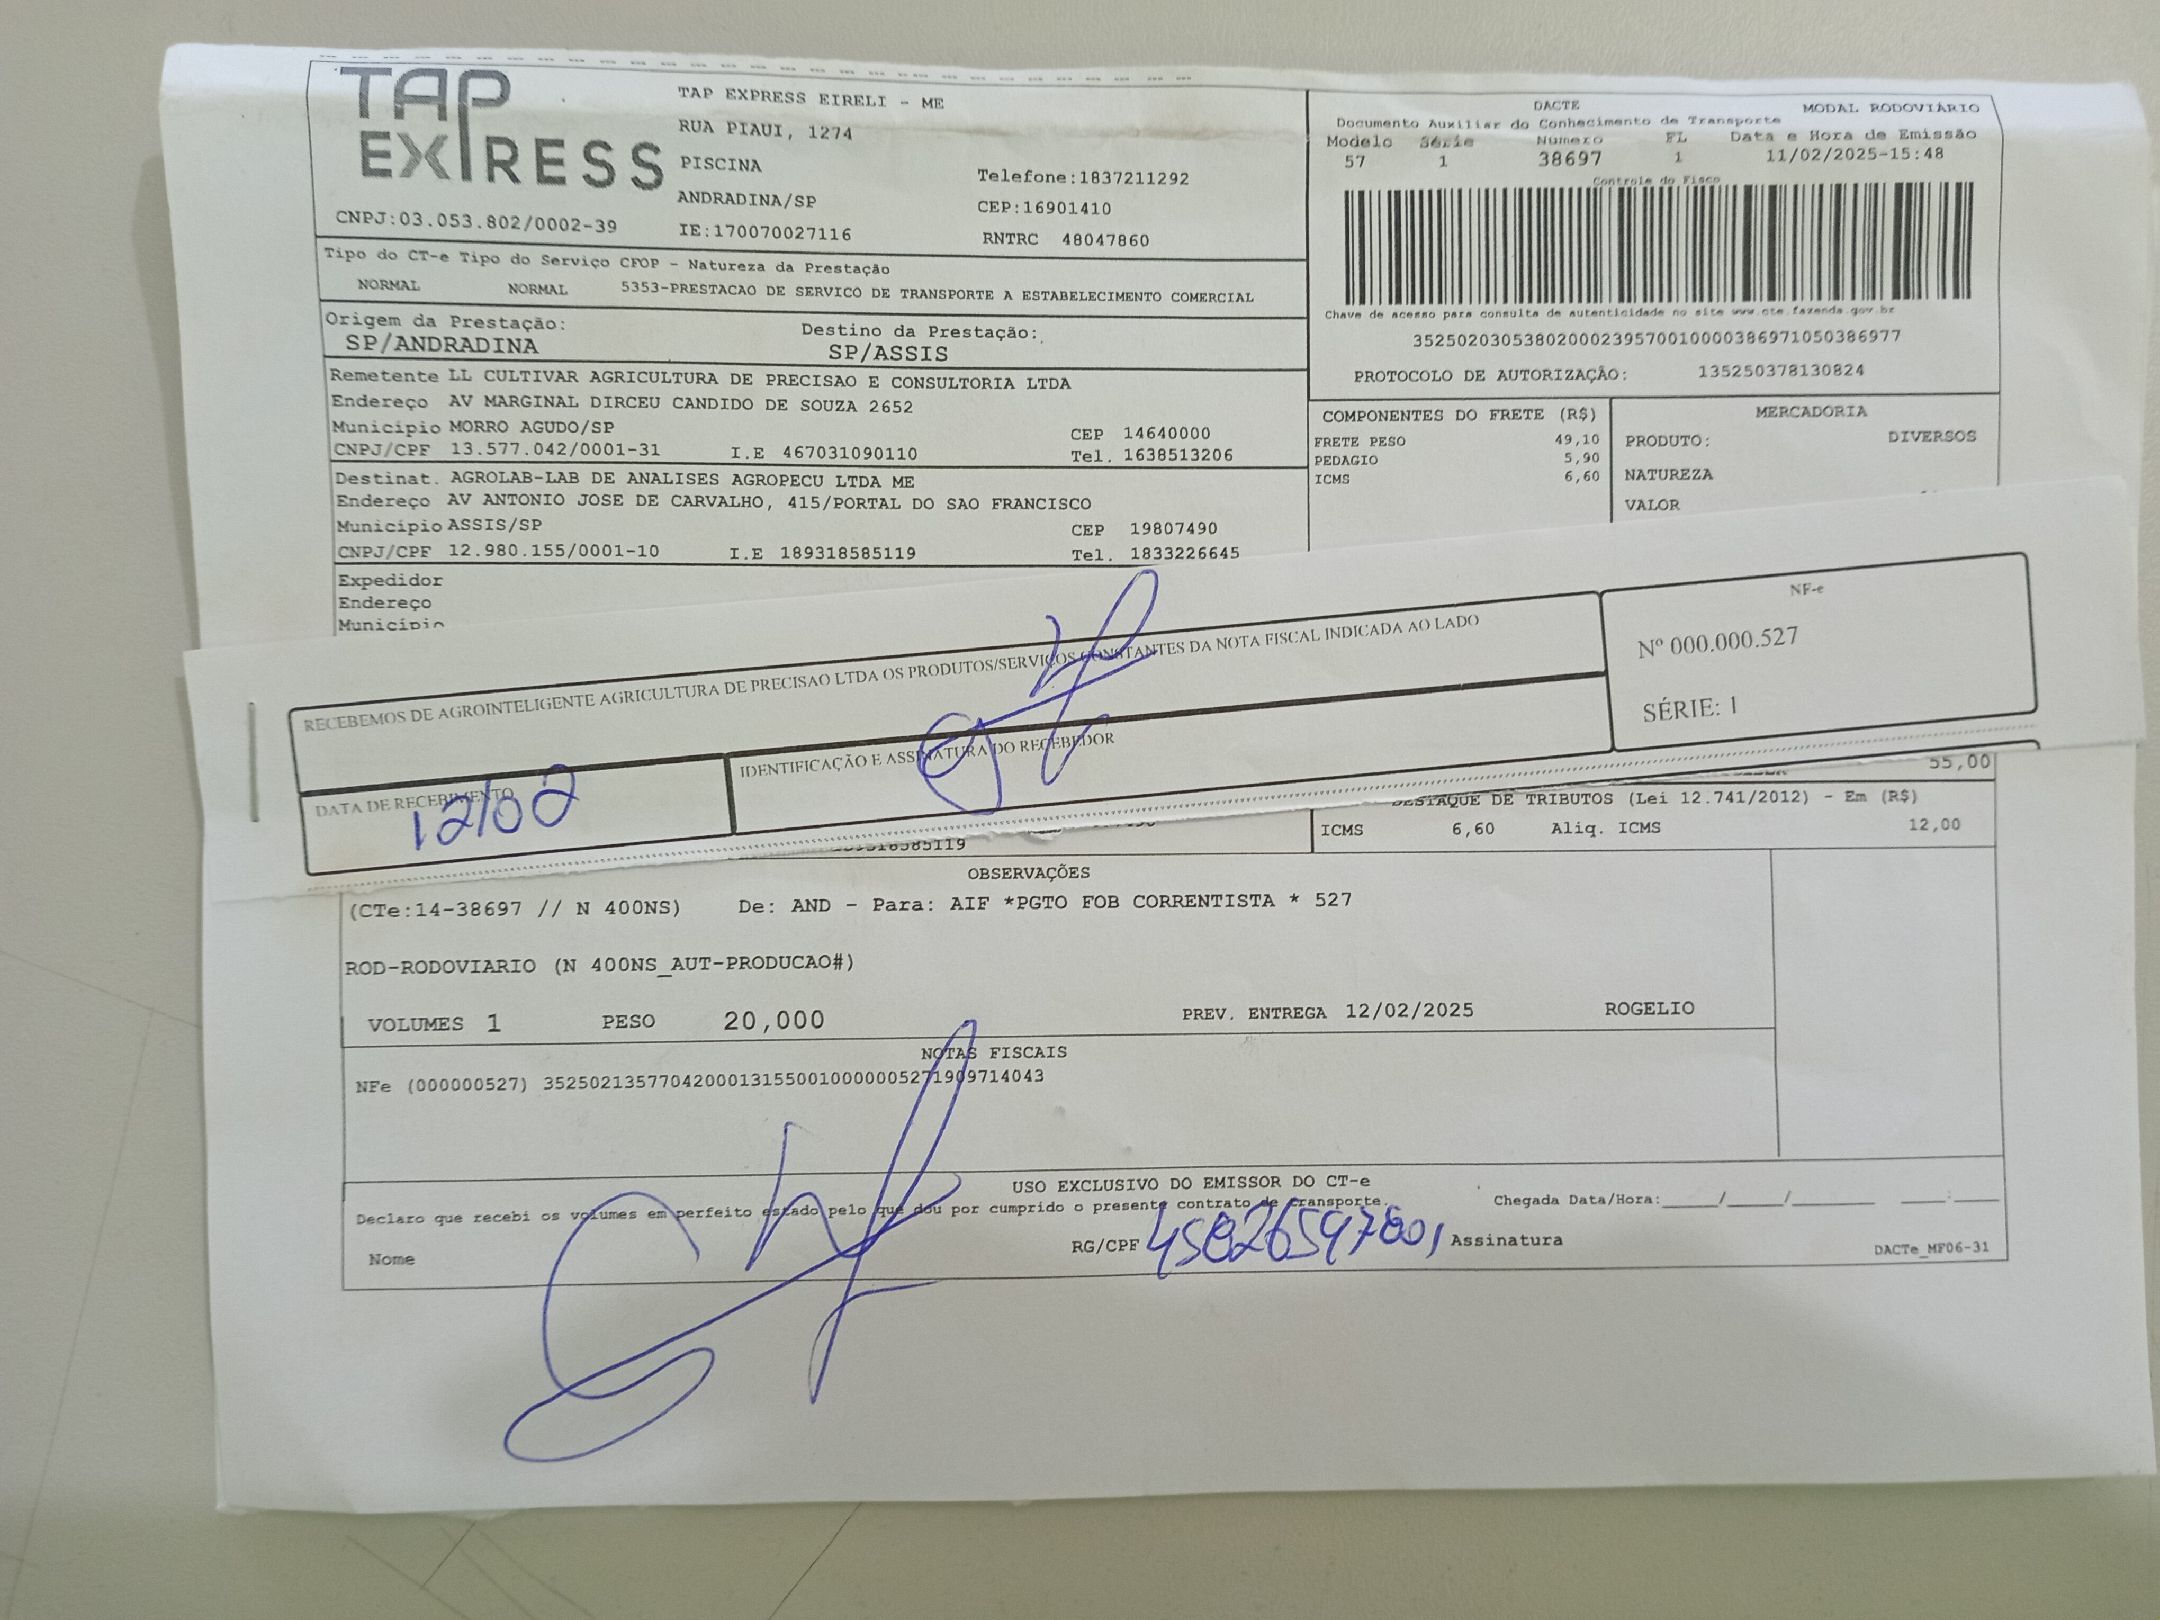 TAP EXPRESS
TAP EXPRESS EIRELI - ME
RUA PIAUI, 1274
PISCINA
Telefone:1837211292
ANDRADINA/SP
CEP:16901410
CNPJ:03.053.802/0002-39
IE:170070027116
RNTRC 48047860
DACTE MODAL RODOVIÁRIO
Documento Auxiliar do Conhecimento de Transporte
Modelo Série Número FL Data e Hora de Emissão
57 1 38697 1 11/02/2025-15:48
Controle do Fisco
Chave de acesso para consulta de autenticidade no site www.cte.fazenda.gov.br
35250203053802000239570010000386971050386977
PROTOCOLO DE AUTORIZAÇÃO: 135250378130824
Tipo do CT-e Tipo do Serviço CFOP - Natureza da Prestação
NORMAL NORMAL 5353-PRESTACAO DE SERVICO DE TRANSPORTE A ESTABELECIMENTO COMERCIAL
Origem da Prestação: Destino da Prestação:
SP/ANDRADINA SP/ASSIS
Remetente LL CULTIVAR AGRICULTURA DE PRECISAO E CONSULTORIA LTDA
Endereço AV MARGINAL DIRCEU CANDIDO DE SOUZA 2652
Município MORRO AGUDO/SP CEP 14640000
CNPJ/CPF 13.577.042/0001-31 I.E 467031090110 Tel. 1638513206
Destinat. AGROLAB-LAB DE ANALISES AGROPECU LTDA ME
Endereço AV ANTONIO JOSE DE CARVALHO, 415/PORTAL DO SAO FRANCISCO
Município ASSIS/SP CEP 19807490
CNPJ/CPF 12.980.155/0001-10 I.E 189318585119 Tel. 1833226645
Expedidor
Endereço
Município
COMPONENTES DO FRETE (R$)
FRETE PESO 49,10
PEDAGIO 5,90
ICMS 6,60
MERCADORIA
PRODUTO: DIVERSOS
NATUREZA
VALOR
RECEBEMOS DE AGROINTELIGENTE AGRICULTURA DE PRECISAO LTDA OS PRODUTOS/SERVIÇOS CONSTANTES DA NOTA FISCAL INDICADA AO LADO
DATA DE RECEBIMENTO
12/02
IDENTIFICAÇÃO E ASSINATURA DO RECEBEDOR
NF-e
Nº 000.000.527
SÉRIE: 1
55,00
DESTAQUE DE TRIBUTOS (Lei 12.741/2012) - Em (R$)
ICMS 6,60 Aliq. ICMS 12,00
OBSERVAÇÕES
(CTe:14-38697 // N 400NS) De: AND - Para: AIF *PGTO FOB CORRENTISTA * 527
ROD-RODOVIARIO (N 400NS_AUT-PRODUCAO#)
VOLUMES 1 PESO 20,000 PREV. ENTREGA 12/02/2025 ROGELIO
NOTAS FISCAIS
NFe (000000527) 35250213577042000131550010000005271909714043
USO EXCLUSIVO DO EMISSOR DO CT-e
Declaro que recebi os volumes em perfeito estado pelo que dou por cumprido o presente contrato de transporte. Chegada Data/Hora:_____/_____/_______ ____:____
Nome RG/CPF 45826597801 Assinatura DACTe_MF06-31